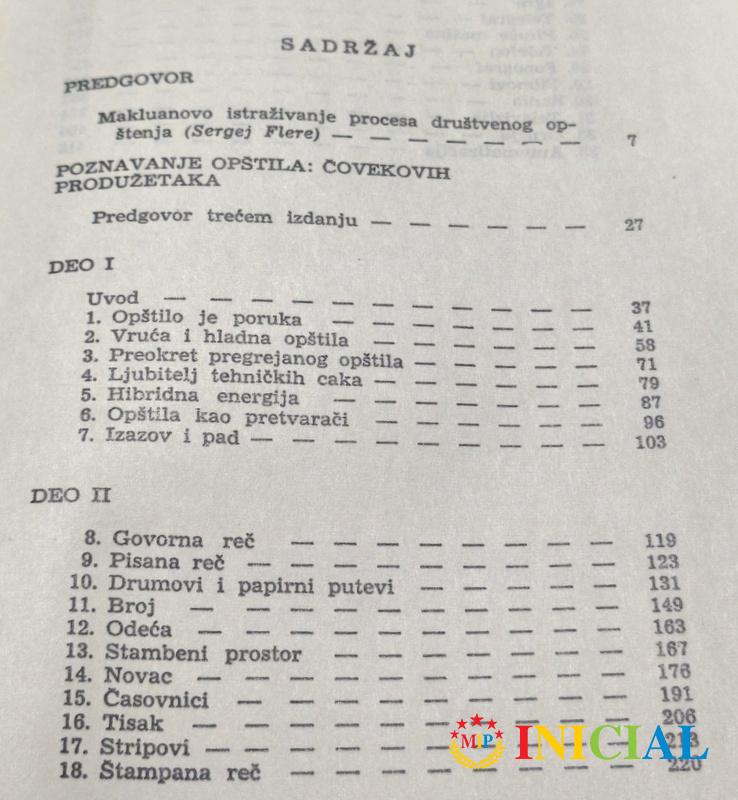 SADRŽAJ
PREDGOVOR
Makluanovo istraživanje procesa društvenog op-
štenja (Sergej Flere) — — — — — — — 7
POZNAVANJE OPŠTILA: ČOVEKOVIH
PRODUŽETAKA
Predgovor trećem izdanju — — — — — — 27
DEO I
Uvod — — — — — — — — — — 37
1. Opštilo je poruka — — — — — — — 41
2. Vruća i hladna opštila — — — — — — 58
3. Preokret pregrejanog opštila — — — — — 71
4. Ljubitelj tehničkih caka — — — — — — 79
5. Hibridna energija — — — — — — — 87
6. Opštila kao pretvarači — — — — — — 96
7. Izazov i pad — — — — — — — — — 103
DEO II
8. Govorna reč — — — — — — — — 119
9. Pisana reč — — — — — — — — — 123
10. Drumovi i papirni putevi — — — — — 131
11. Broj — — — — — — — — — — 149
12. Odeća — — — — — — — — — — 163
13. Stambeni prostor — — — — — — — 167
14. Novac — — — — — — — — — — 176
15. Časovnici — — — — — — — — — 191
16. Tisak — — — — — — — — — — 206
17. Stripovi — — — — — — — — — 213
18. Štampana reč — — — — — — — — 220
MIP INICIAL